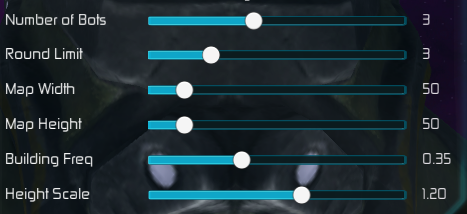 Number of Bots 3
Round Limit 3
Map Width 50
Map Height 50
Building Freq 0.35
Height Scale 1.20